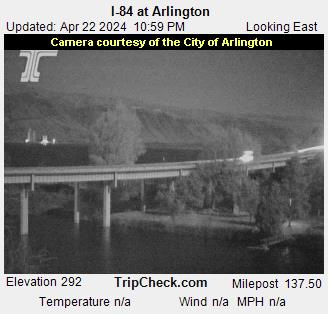 I-84 at Arlington
Updated: Apr 22 2024 10:59 PM Looking East
Camera courtesy of the City of Arlington
Elevation 292 TripCheck.com Milepost 137.50
Temperature n/a Wind n/a MPH n/a